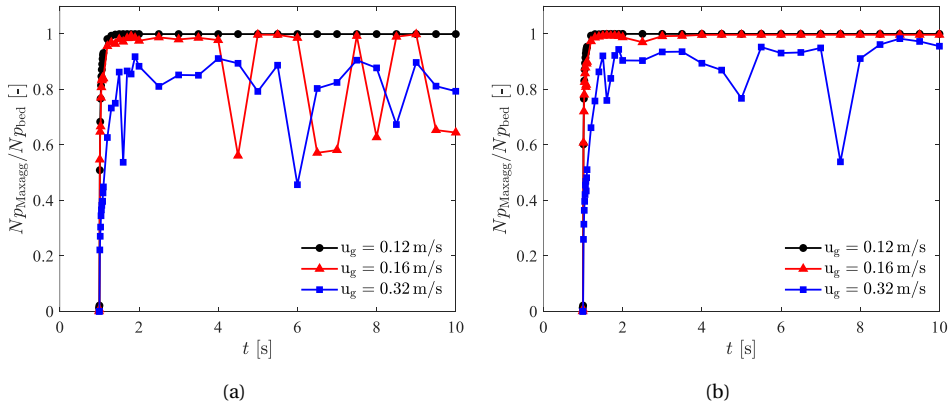 1
0.8
0.6
0.4
0.2
0
Np_Maxagg/Np_bed [-]
0 2 4 6 8 10
t [s]
u_g = 0.12 m/s
u_g = 0.16 m/s
u_g = 0.32 m/s
(a)
1
0.8
0.6
0.4
0.2
0
Np_Maxagg/Np_bed [-]
0 2 4 6 8 10
t [s]
u_g = 0.12 m/s
u_g = 0.16 m/s
u_g = 0.32 m/s
(b)